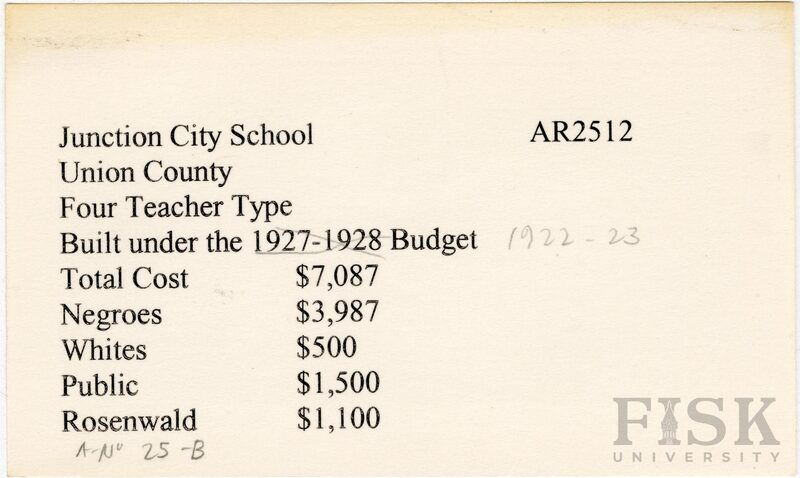 Junction City School AR2512
Union County
Four Teacher Type
Built under the 1927-1928 Budget 1922-23
Total Cost $7,087
Negroes $3,987
Whites $500
Public $1,500
Rosenwald $1,100
A-Nº 25-B
FISK
UNIVERSITY